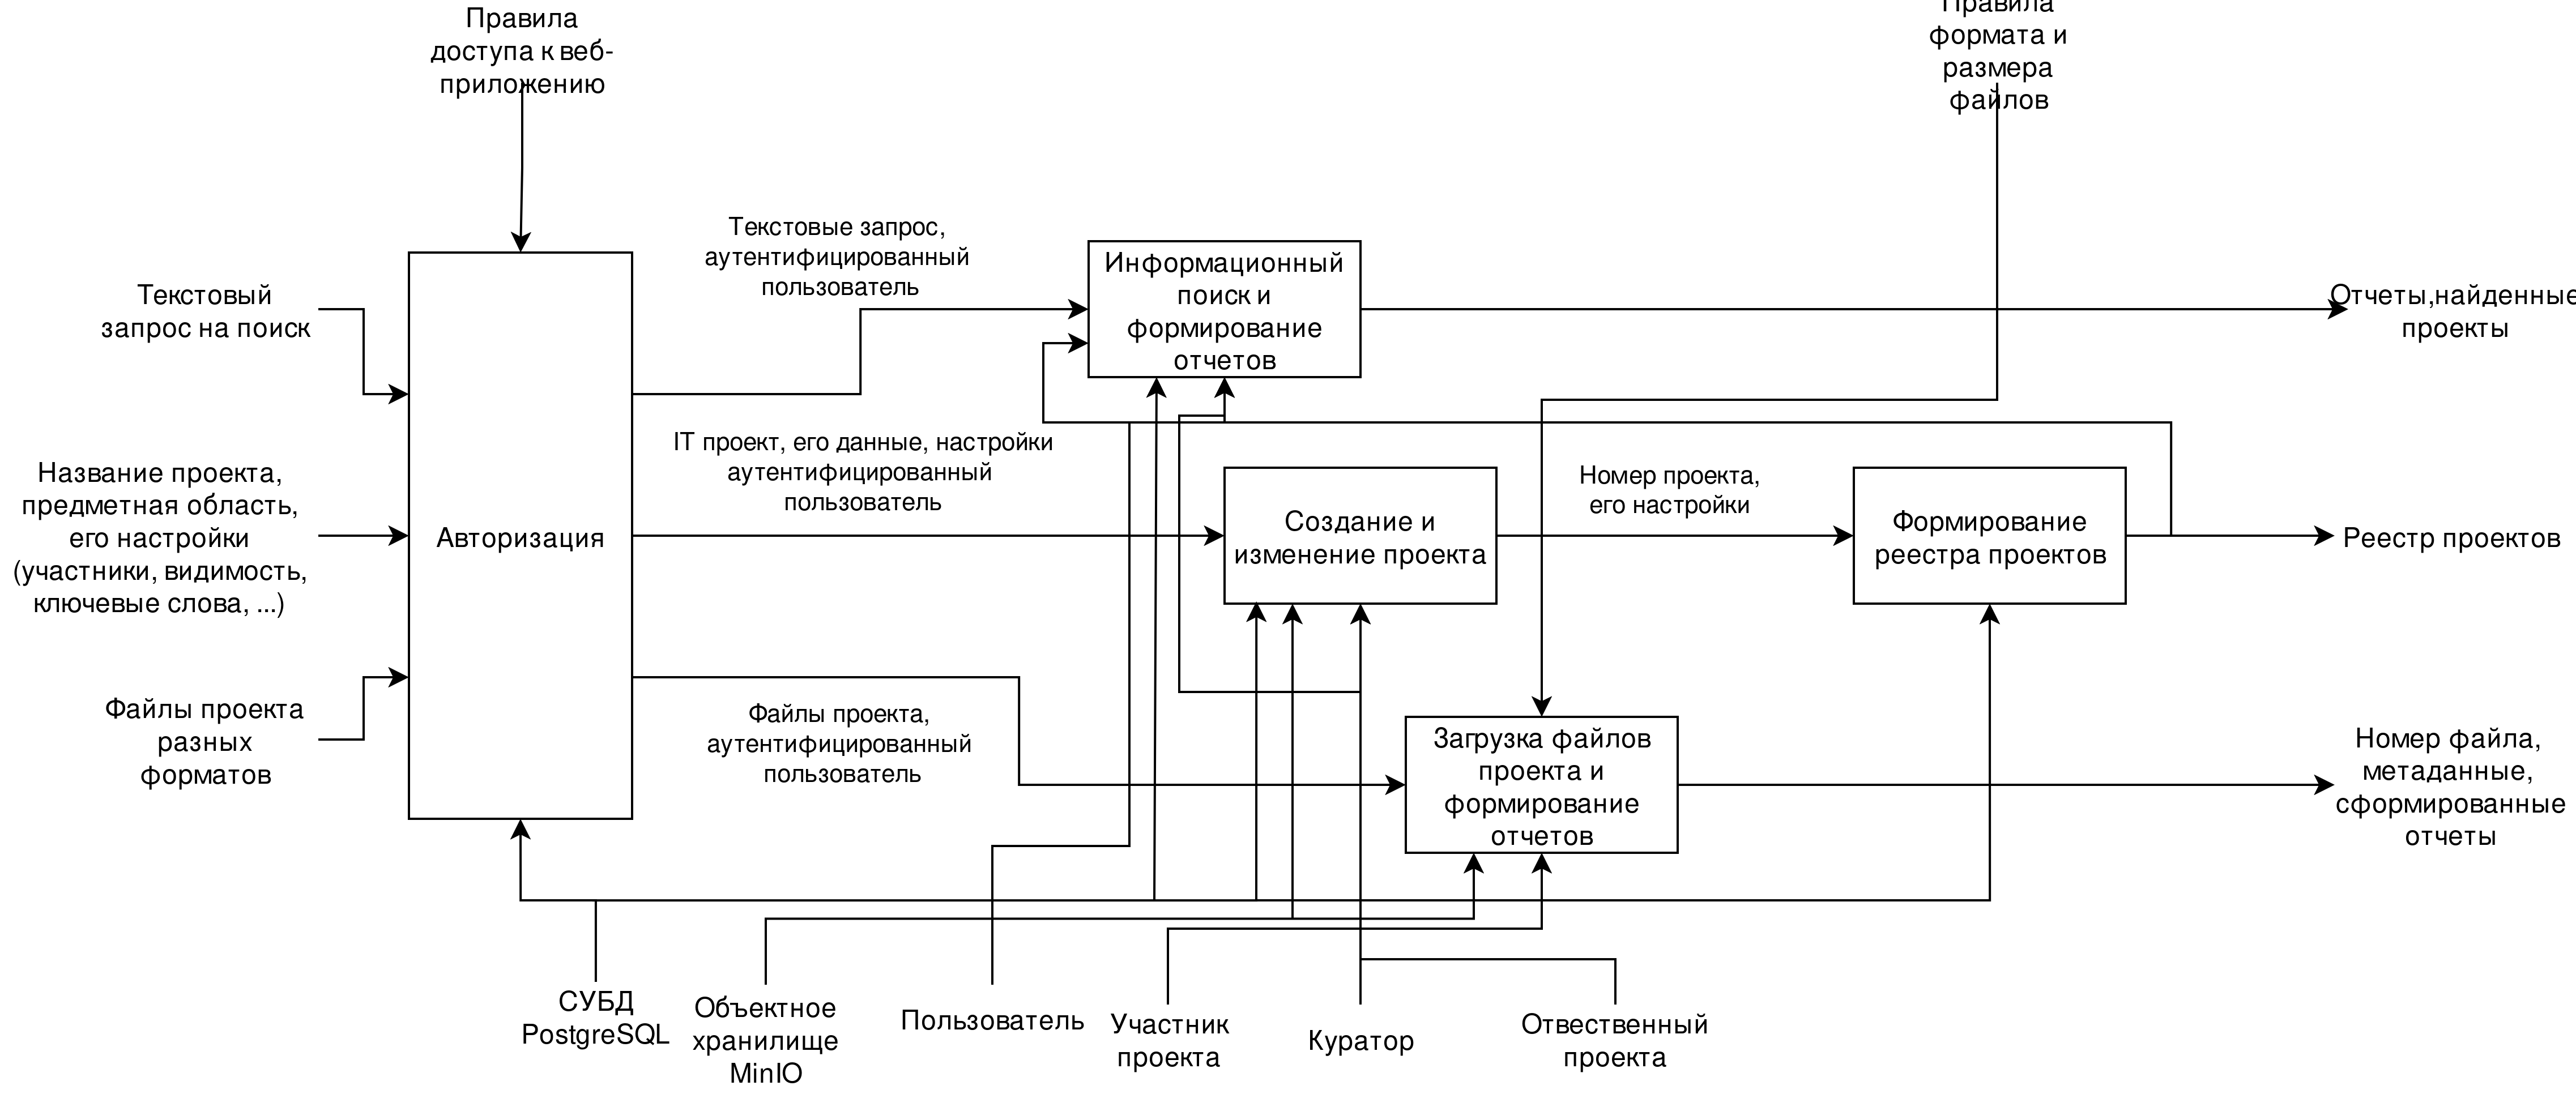 Правила
доступа к веб-
приложению
Правила
формата и
размера
файлов
Текстовый
запрос на поиск
Название проекта,
предметная область,
его настройки
(участники, видимость,
ключевые слова, ...)
Файлы проекта
разных
форматов
Авторизация
Текстовые запрос,
аутентифицированный
пользователь
IT проект, его данные, настройки
аутентифицированный
пользователь
Файлы проекта,
аутентифицированный
пользователь
Информационный
поиск и
формирование
отчетов
Создание и
изменение проекта
Номер проекта,
его настройки
Формирование
реестра проектов
Загрузка файлов
проекта и
формирование
отчетов
Отчеты,найденные
проекты
Реестр проектов
Номер файла,
метаданные,
сформированные
отчеты
СУБД
PostgreSQL
Объектное
хранилище
MinIO
Пользователь
Участник
проекта
Куратор
Отвественный
проекта